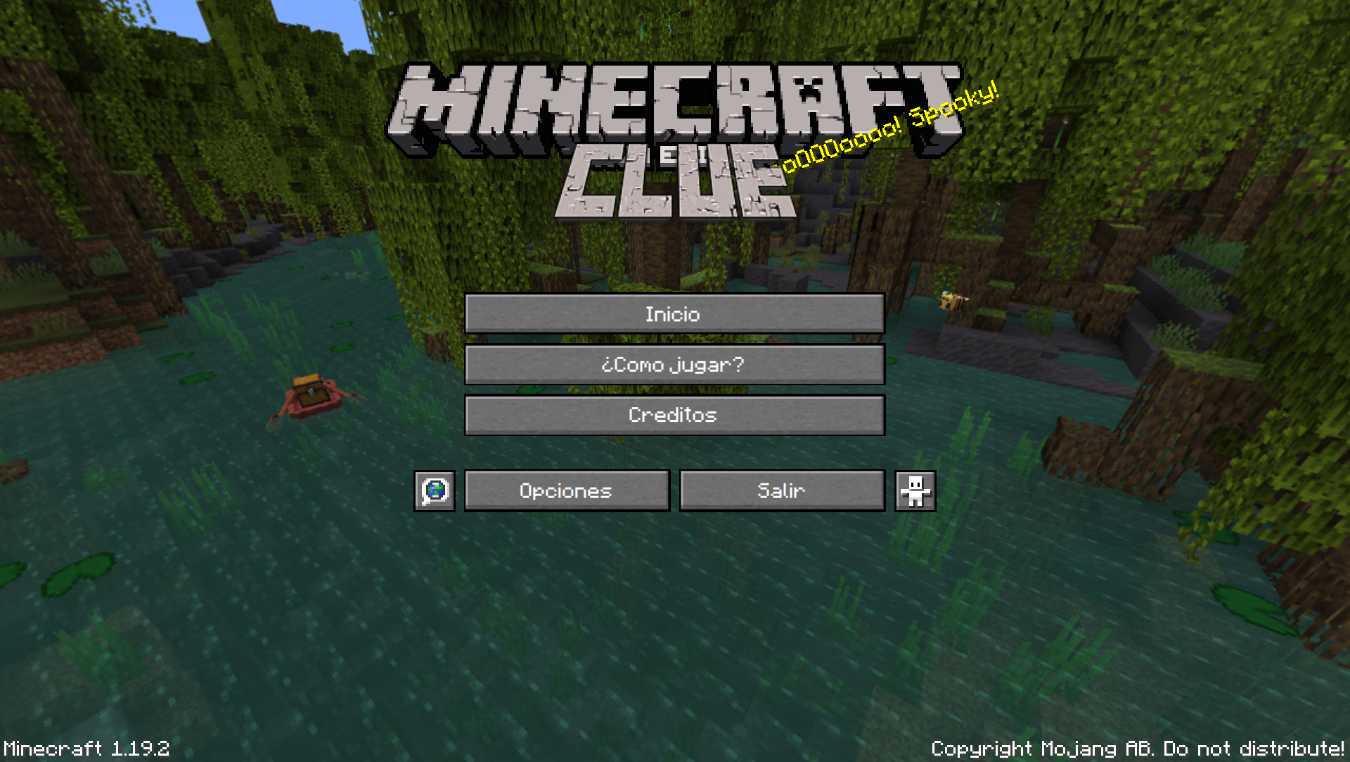 MINECRAFT
CLUE
oOOOoooo! Spooky!
Inicio
¿Como jugar?
Creditos
Opciones
Salir
Minecraft 1.19.2
Copyright Mojang AB. Do not distribute!